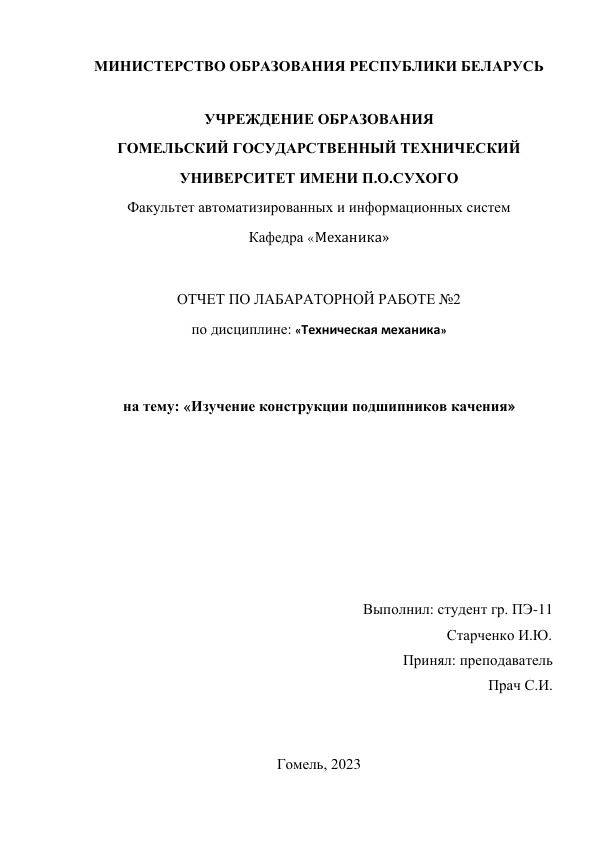 МИНИСТЕРСТВО ОБРАЗОВАНИЯ РЕСПУБЛИКИ БЕЛАРУСЬ
УЧРЕЖДЕНИЕ ОБРАЗОВАНИЯ
ГОМЕЛЬСКИЙ ГОСУДАРСТВЕННЫЙ ТЕХНИЧЕСКИЙ
УНИВЕРСИТЕТ ИМЕНИ П.О.СУХОГО
Факультет автоматизированных и информационных систем
Кафедра «Механика»
ОТЧЕТ ПО ЛАБАРАТОРНОЙ РАБОТЕ №2
по дисциплине: «Техническая механика»
на тему: «Изучение конструкции подшипников качения»
Выполнил: студент гр. ПЭ-11
Старченко И.Ю.
Принял: преподаватель
Прач С.И.
Гомель, 2023